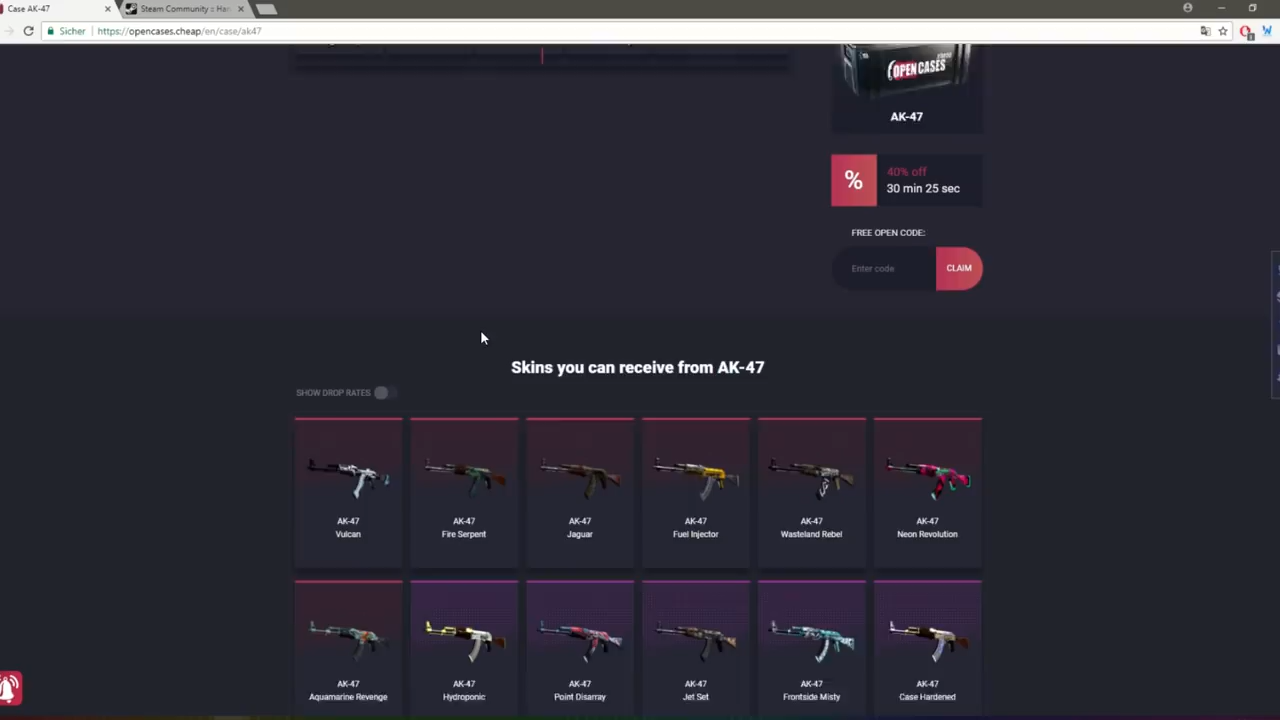 Case AK-47
Steam Community :: Har
Sicher https://opencases.cheap/en/case/ak47
OPEN CASES
AK-47
%
40% off
30 min 25 sec
FREE OPEN CODE:
Enter code
CLAIM
Skins you can receive from AK-47
SHOW DROP RATES
AK-47 AK-47 AK-47 AK-47 AK-47 AK-47
Vulcan Fire Serpent Jaguar Fuel Injector Wasteland Rebel Neon Revolution
AK-47 AK-47 AK-47 AK-47 AK-47 AK-47
Aquamarine Revenge Hydroponic Point Disarray Jet Set Frontside Misty Case Hardened